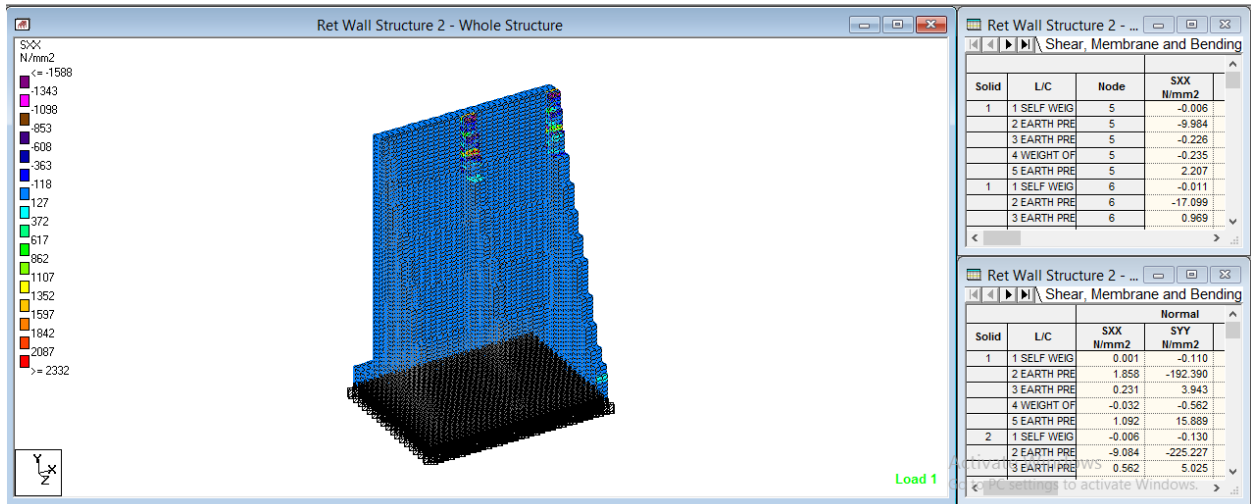 Ret Wall Structure 2 - Whole Structure
SXX
N/mm2
<= -1588
-1343
-1098
-853
-608
-363
-118
127
372
617
862
1107
1352
1597
1842
2087
>= 2332
Y
X
Z
Load 1
Ret Wall Structure 2 - ...
Shear, Membrane and Bending
Solid L/C Node SXX N/mm2
1 1 SELF WEIG 5 -0.006
2 EARTH PRE 5 -9.984
3 EARTH PRE 5 -0.226
4 WEIGHT OF 5 -0.235
5 EARTH PRE 5 2.207
1 1 SELF WEIG 6 -0.011
2 EARTH PRE 6 -17.099
3 EARTH PRE 6 0.969
Ret Wall Structure 2 - ...
Shear, Membrane and Bending
Normal
Solid L/C SXX N/mm2 SYY N/mm2
1 1 SELF WEIG 0.001 -0.110
2 EARTH PRE 1.858 -192.390
3 EARTH PRE 0.231 3.943
4 WEIGHT OF -0.032 -0.562
5 EARTH PRE 1.092 15.889
2 1 SELF WEIG -0.006 -0.130
2 EARTH PRE -9.084 -225.227
3 EARTH PRE 0.562 5.025
Activate Windows
Go to PC settings to activate Windows.